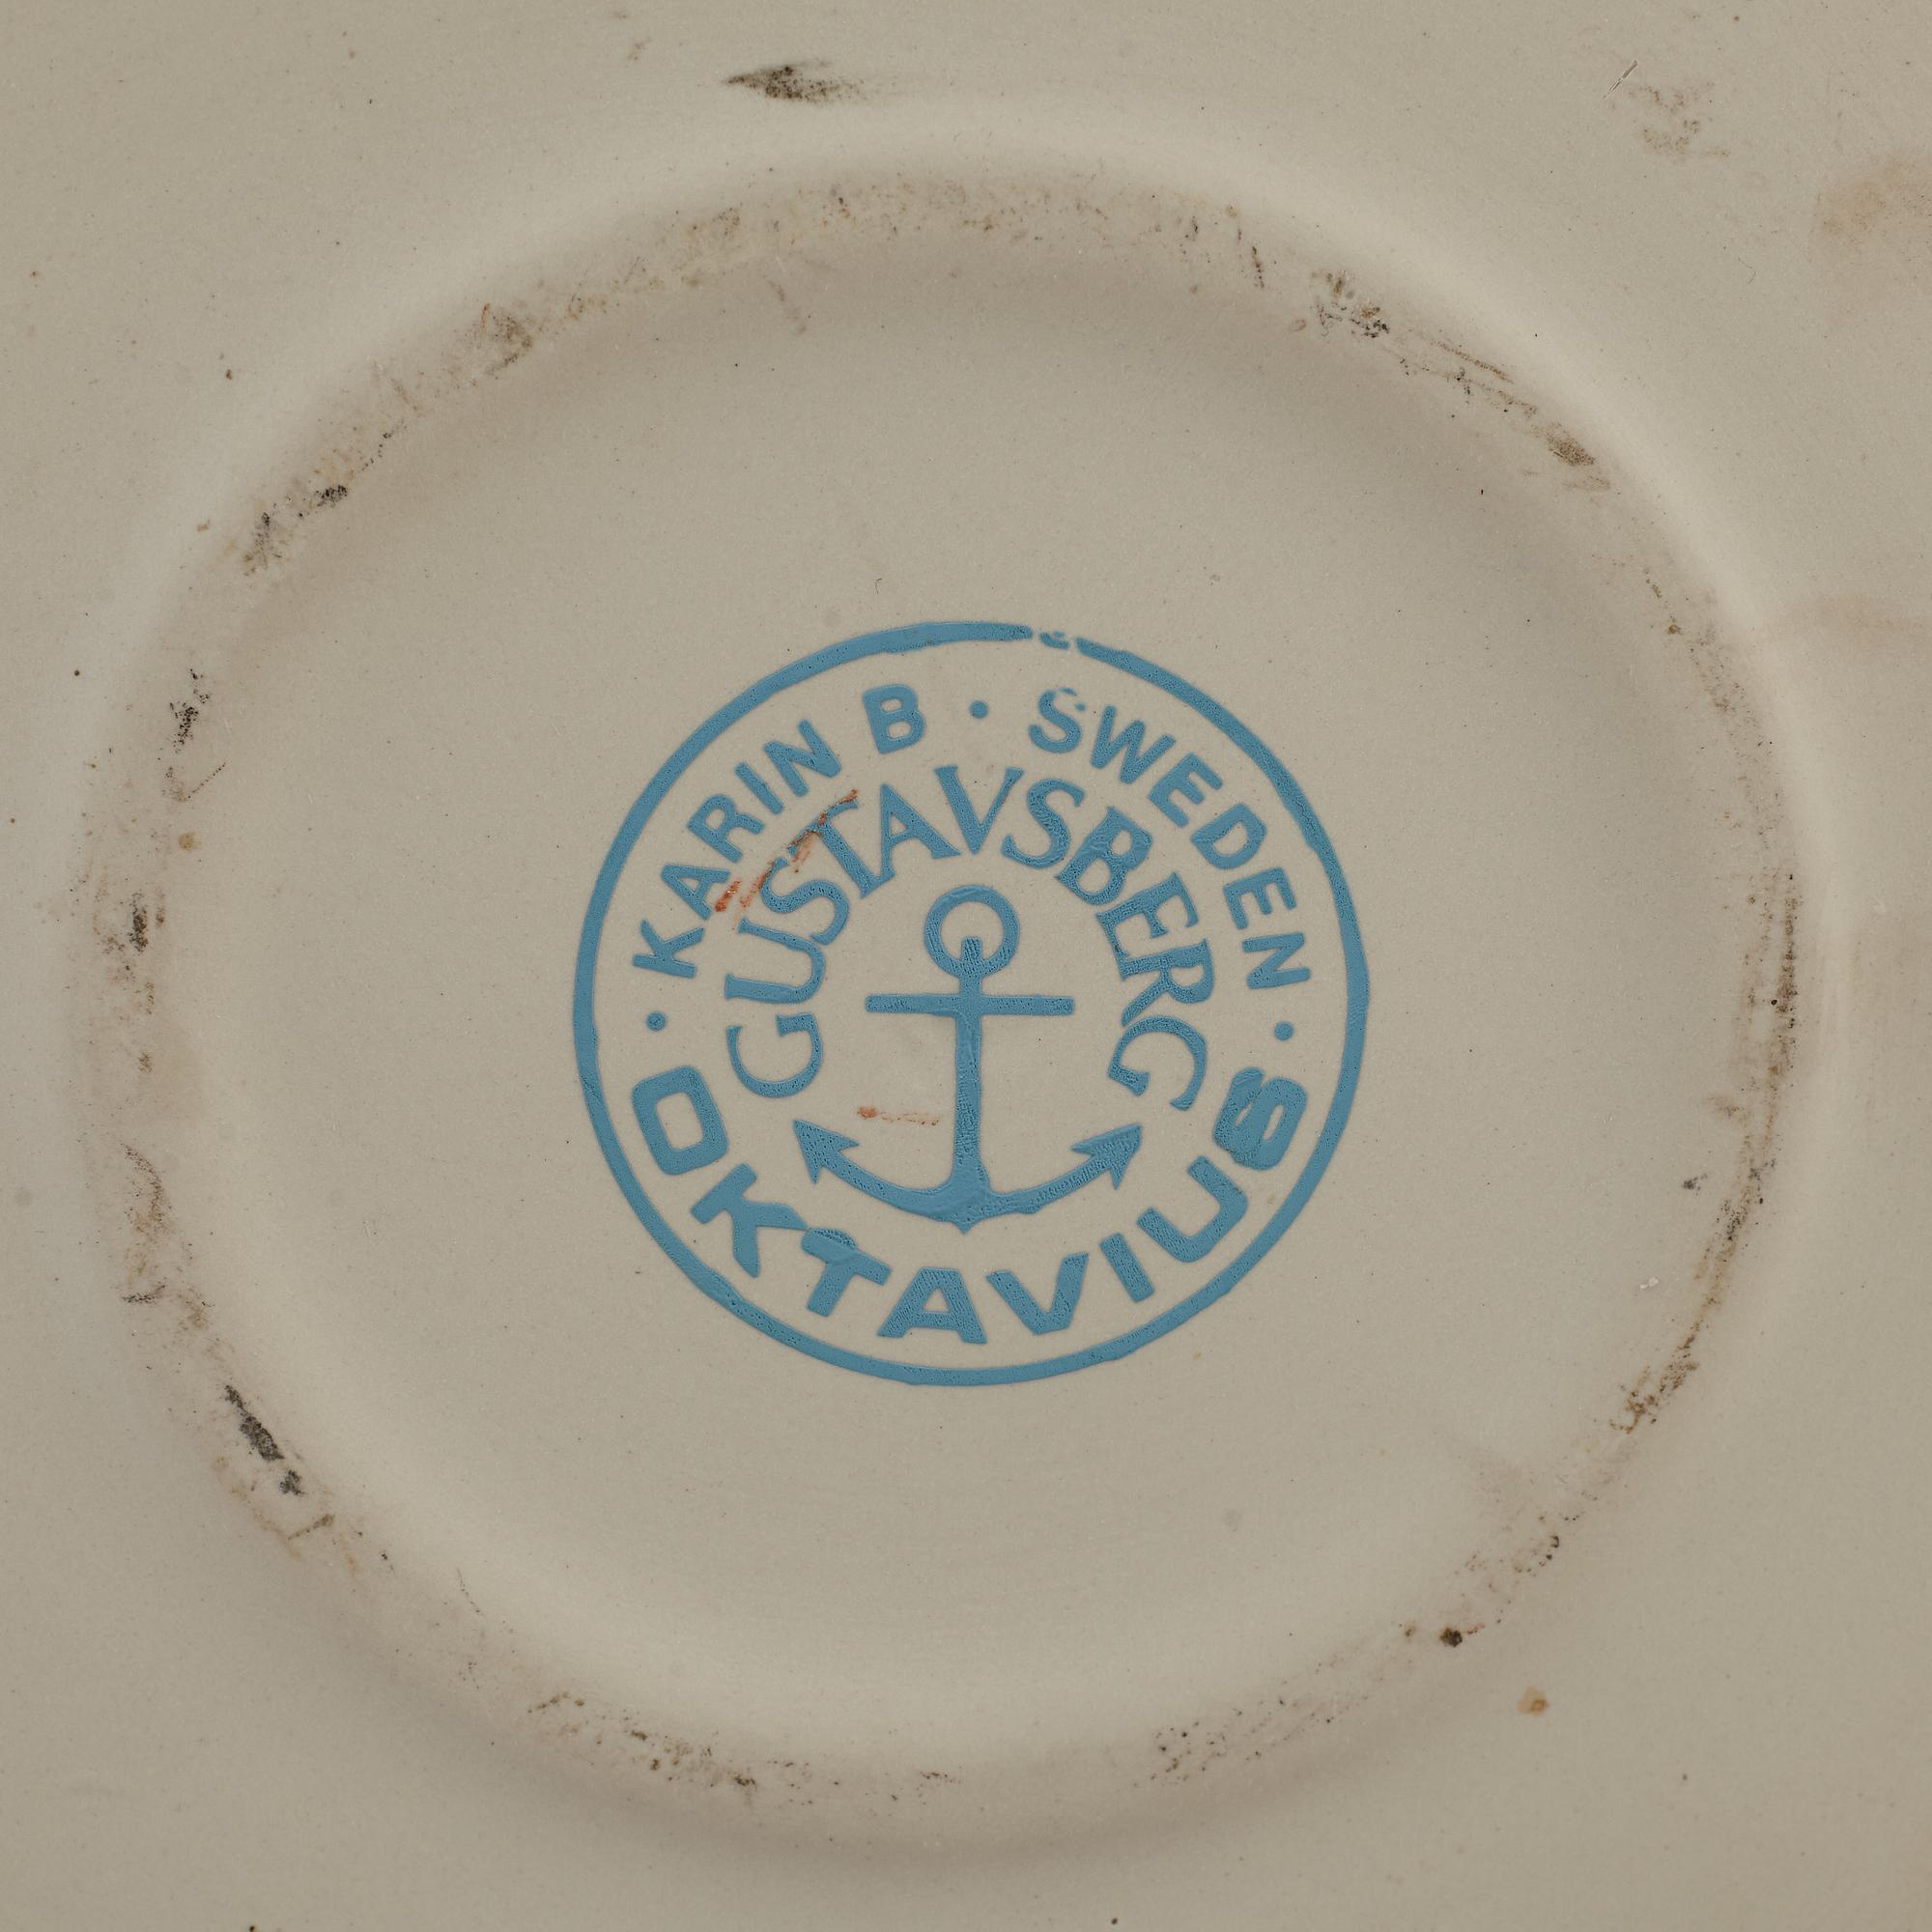 · KARIN B · SWEDEN ·
GUSTAVSBERG
OKTAVIUS